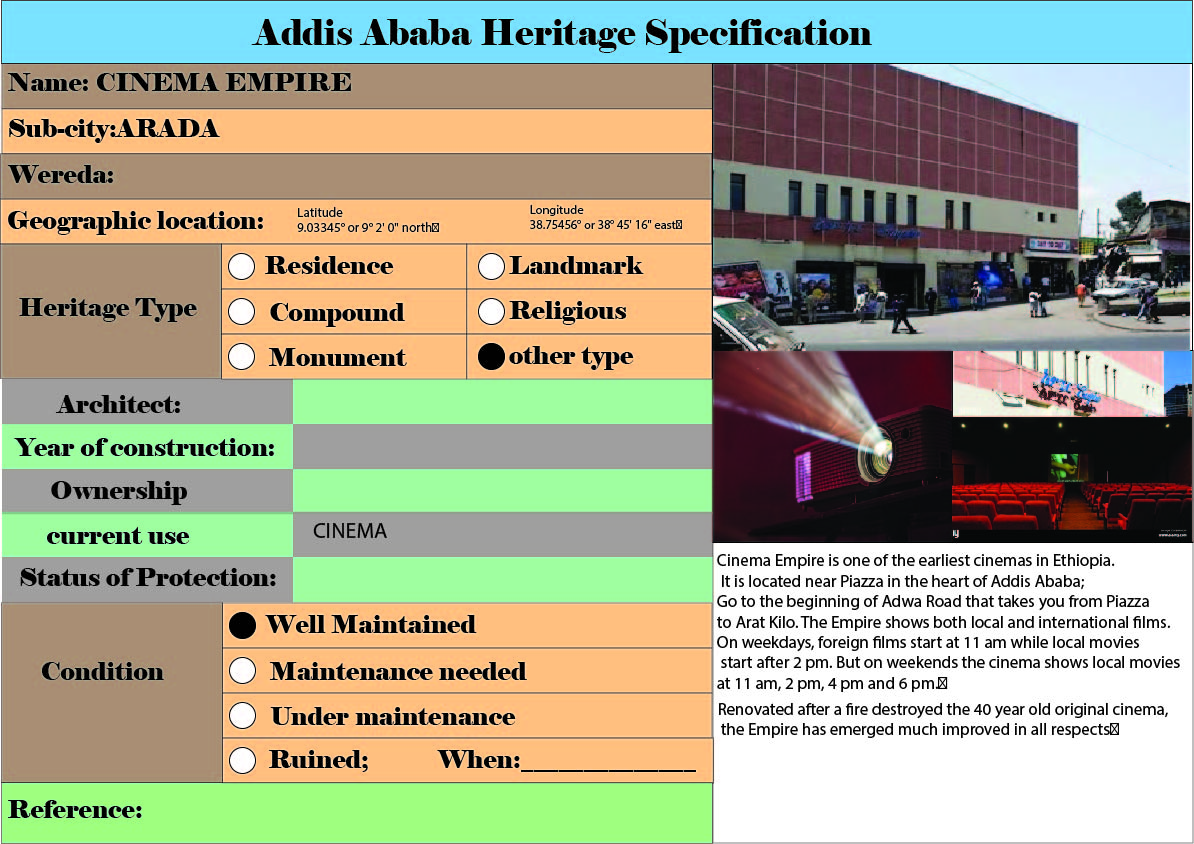 Addis Ababa Heritage Specification
Name: CINEMA EMPIRE
Sub-city:ARADA
Wereda:
Geographic location:
Latitude
9.03345° or 9° 2' 0" north
Longitude
38.75456° or 38° 45' 16" east
Heritage Type
Residence
Landmark
Compound
Religious
Monument
other type
Architect:
Year of construction:
Ownership
current use
CINEMA
Status of Protection:
Condition
Well Maintained
Maintenance needed
Under maintenance
Ruined; When:______________
Reference:
Cinema Empire is one of the earliest cinemas in Ethiopia.
It is located near Piazza in the heart of Addis Ababa;
Go to the beginning of Adwa Road that takes you from Piazza
to Arat Kilo. The Empire shows both local and international films.
On weekdays, foreign films start at 11 am while local movies
start after 2 pm. But on weekends the cinema shows local movies
at 11 am, 2 pm, 4 pm and 6 pm.
Renovated after a fire destroyed the 40 year old original cinema,
the Empire has emerged much improved in all respects